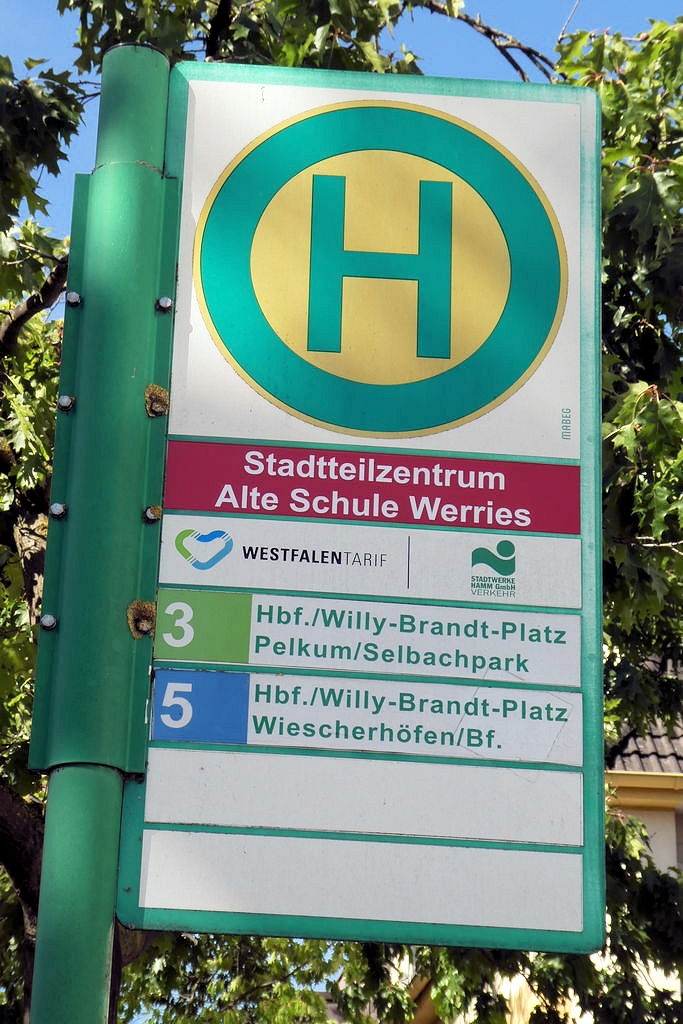 H
MABEG
Stadtteilzentrum
Alte Schule Werries
WESTFALENTARIF
STADTWERKE
HAMM GmbH
VERKEHR
3
Hbf./Willy-Brandt-Platz
Pelkum/Selbachpark
5
Hbf./Willy-Brandt-Platz
Wiescherhöfen/Bf.